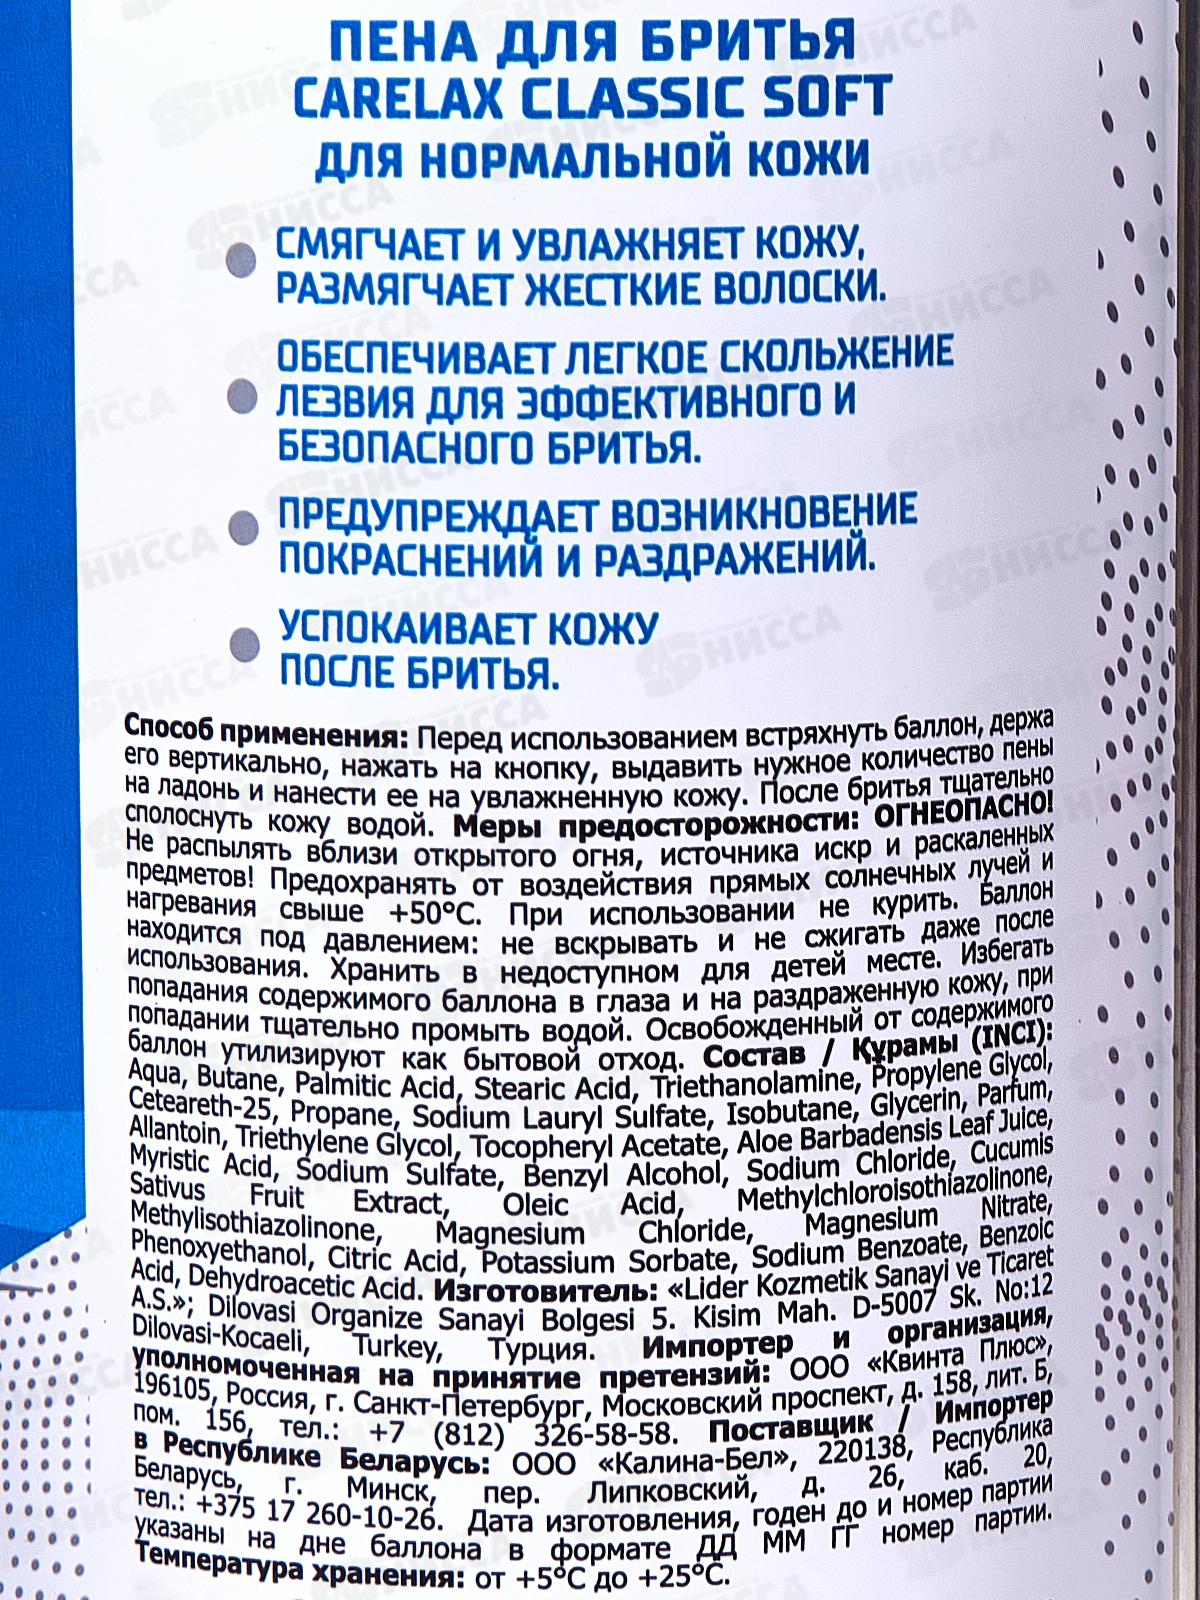 ПЕНА ДЛЯ БРИТЬЯ
CARELAX CLASSIC SOFT
ДЛЯ НОРМАЛЬНОЙ КОЖИ
СМЯГЧАЕТ И УВЛАЖНЯЕТ КОЖУ,
РАЗМЯГЧАЕТ ЖЕСТКИЕ ВОЛОСКИ.
ОБЕСПЕЧИВАЕТ ЛЕГКОЕ СКОЛЬЖЕНИЕ
ЛЕЗВИЯ ДЛЯ ЭФФЕКТИВНОГО И
БЕЗОПАСНОГО БРИТЬЯ.
ПРЕДУПРЕЖДАЕТ ВОЗНИКНОВЕНИЕ
ПОКРАСНЕНИЙ И РАЗДРАЖЕНИЙ.
УСПОКАИВАЕТ КОЖУ
ПОСЛЕ БРИТЬЯ.
Способ применения: Перед использованием встряхнуть баллон, держа
его вертикально, нажать на кнопку, выдавить нужное количество пены
на ладонь и нанести ее на увлажненную кожу. После бритья тщательно
сполоснуть кожу водой. Меры предосторожности: ОГНЕОПАСНО!
Не распылять вблизи открытого огня, источника искр и раскаленных
предметов! Предохранять от воздействия прямых солнечных лучей и
нагревания свыше +50°C. При использовании не курить. Баллон
находится под давлением: не вскрывать и не сжигать даже после
использования. Хранить в недоступном для детей месте. Избегать
попадания содержимого баллона в глаза и на раздраженную кожу, при
попадании тщательно промыть водой. Освобожденный от содержимого
баллон утилизируют как бытовой отход. Состав / Құрамы (INCI):
Aqua, Butane, Palmitic Acid, Stearic Acid, Triethanolamine, Propylene Glycol,
Ceteareth-25, Propane, Sodium Lauryl Sulfate, Isobutane, Glycerin, Parfum,
Allantoin, Triethylene Glycol, Tocopheryl Acetate, Aloe Barbadensis Leaf Juice,
Myristic Acid, Sodium Sulfate, Benzyl Alcohol, Sodium Chloride, Cucumis
Sativus Fruit Extract, Oleic Acid, Methylchloroisothiazolinone,
Methylisothiazolinone, Magnesium Chloride, Magnesium Nitrate,
Phenoxyethanol, Citric Acid, Potassium Sorbate, Sodium Benzoate, Benzoic
Acid, Dehydroacetic Acid. Изготовитель: «Lider Kozmetik Sanayi ve Ticaret
A.S.»; Dilovasi Organize Sanayi Bolgesi 5. Kisim Mah. D-5007 Sk. No:12
Dilovasi-Kocaeli, Turkey, Турция. Импортер и организация,
уполномоченная на принятие претензий: ООО «Квинта Плюс»,
196105, Россия, г. Санкт-Петербург, Московский проспект, д. 158, лит. Б,
пом. 156, тел.: +7 (812) 326-58-58. Поставщик / Импортер
в Республике Беларусь: ООО «Калина-Бел», 220138, Республика
Беларусь, г. Минск, пер. Липковский, д. 26, каб. 20,
тел.: +375 17 260-10-26. Дата изготовления, годен до и номер партии
указаны на дне баллона в формате ДД ММ ГГ номер партии.
Температура хранения: от +5°C до +25°C.
НИССА